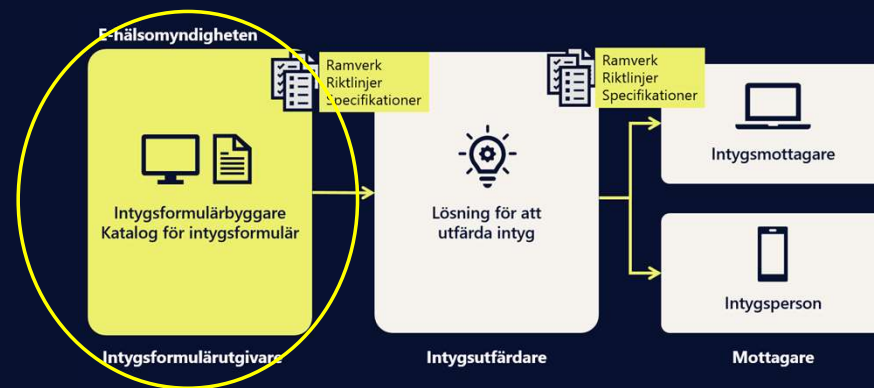 E-hälsomyndigheten
Ramverk
Riktlinjer
Specifikationer
Ramverk
Riktlinjer
Specifikationer
Intygsformulärbyggare
Katalog för intygsformulär
Lösning för att
utfärda intyg
Intygsmottagare
Intygsperson
Intygsformulärutgivare
Intygsutfärdare
Mottagare